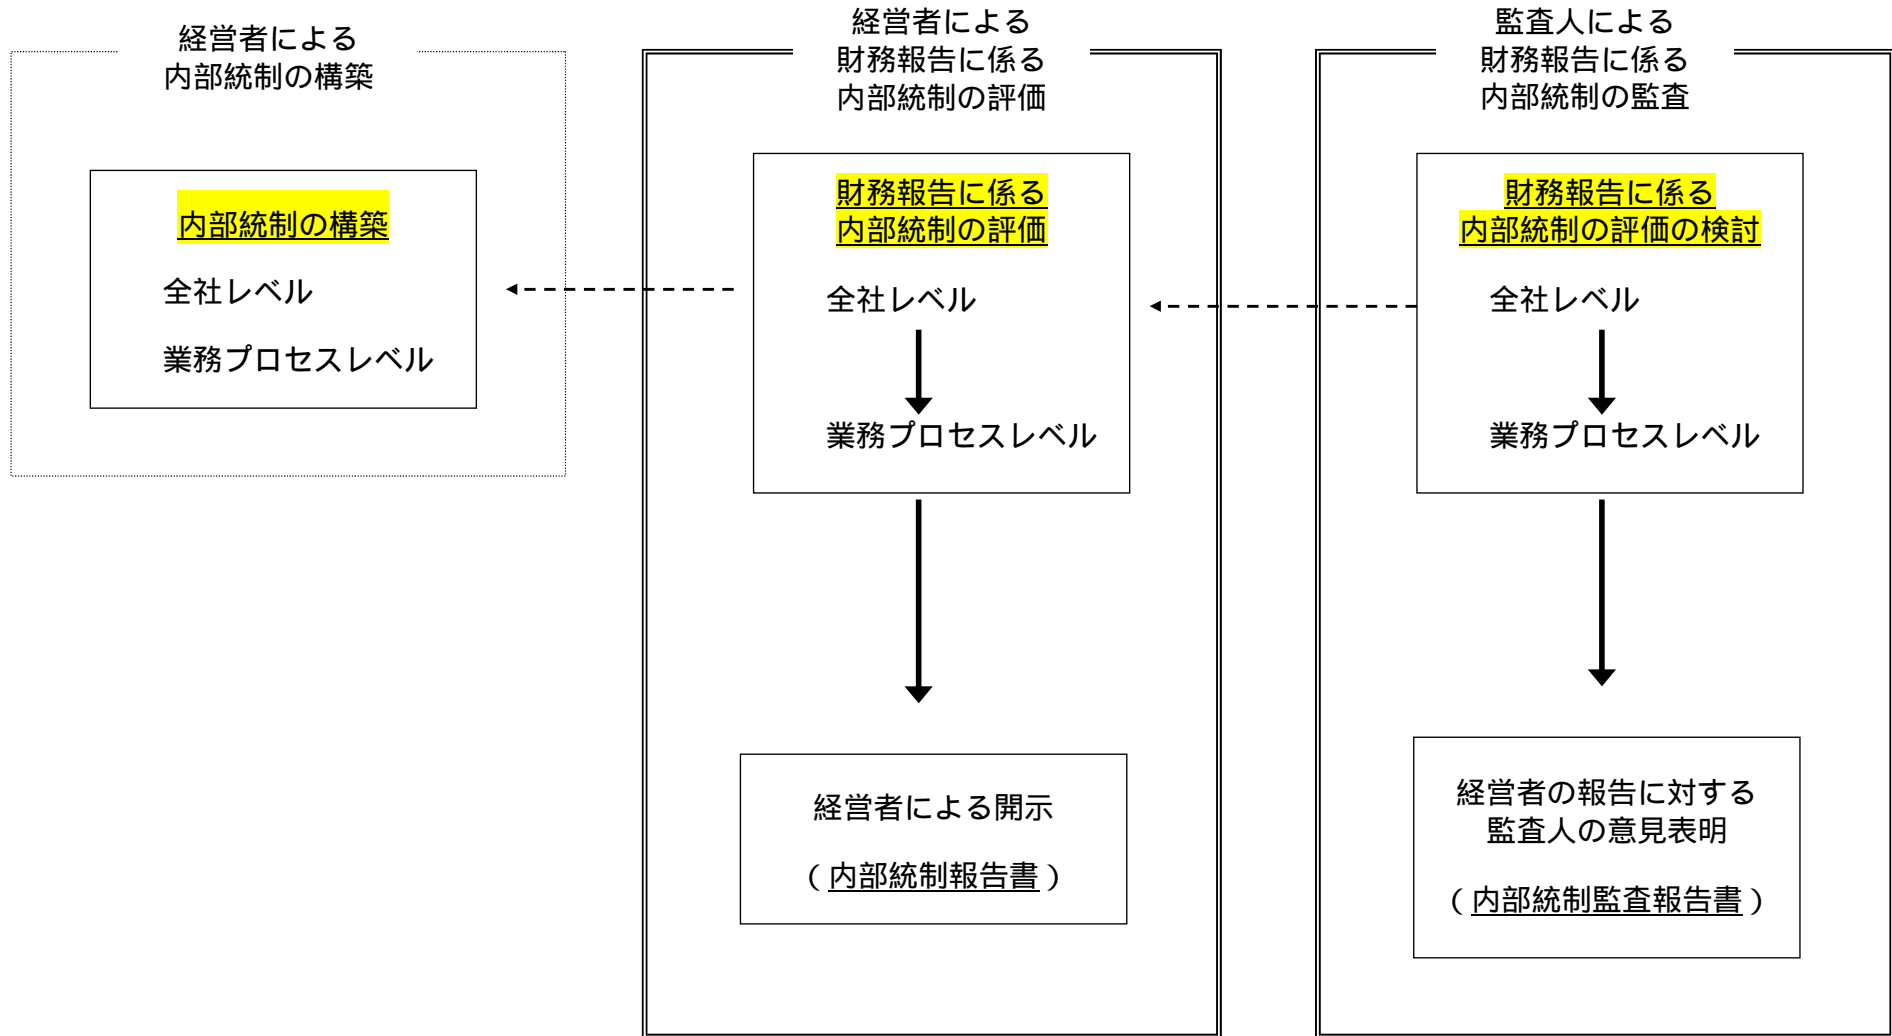 経営者による
内部統制の構築
内部統制の構築
全社レベル
業務プロセスレベル
経営者による
財務報告に係る
内部統制の評価
財務報告に係る
内部統制の評価
全社レベル
業務プロセスレベル
経営者による開示
（内部統制報告書）
監査人による
財務報告に係る
内部統制の監査
財務報告に係る
内部統制の評価の検討
全社レベル
業務プロセスレベル
経営者の報告に対する
監査人の意見表明
（内部統制監査報告書）